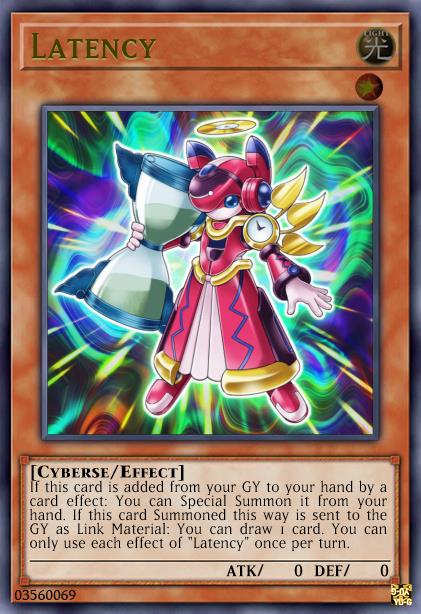 LATENCY
LIGHT
光
[CYBERSE/EFFECT]
If this card is added from your GY to your hand by a
card effect: You can Special Summon it from your
hand. If this card Summoned this way is sent to the
GY as Link Material: You can draw 1 card. You can
only use each effect of "Latency" once per turn.
ATK/ 0 DEF/ 0
03560069